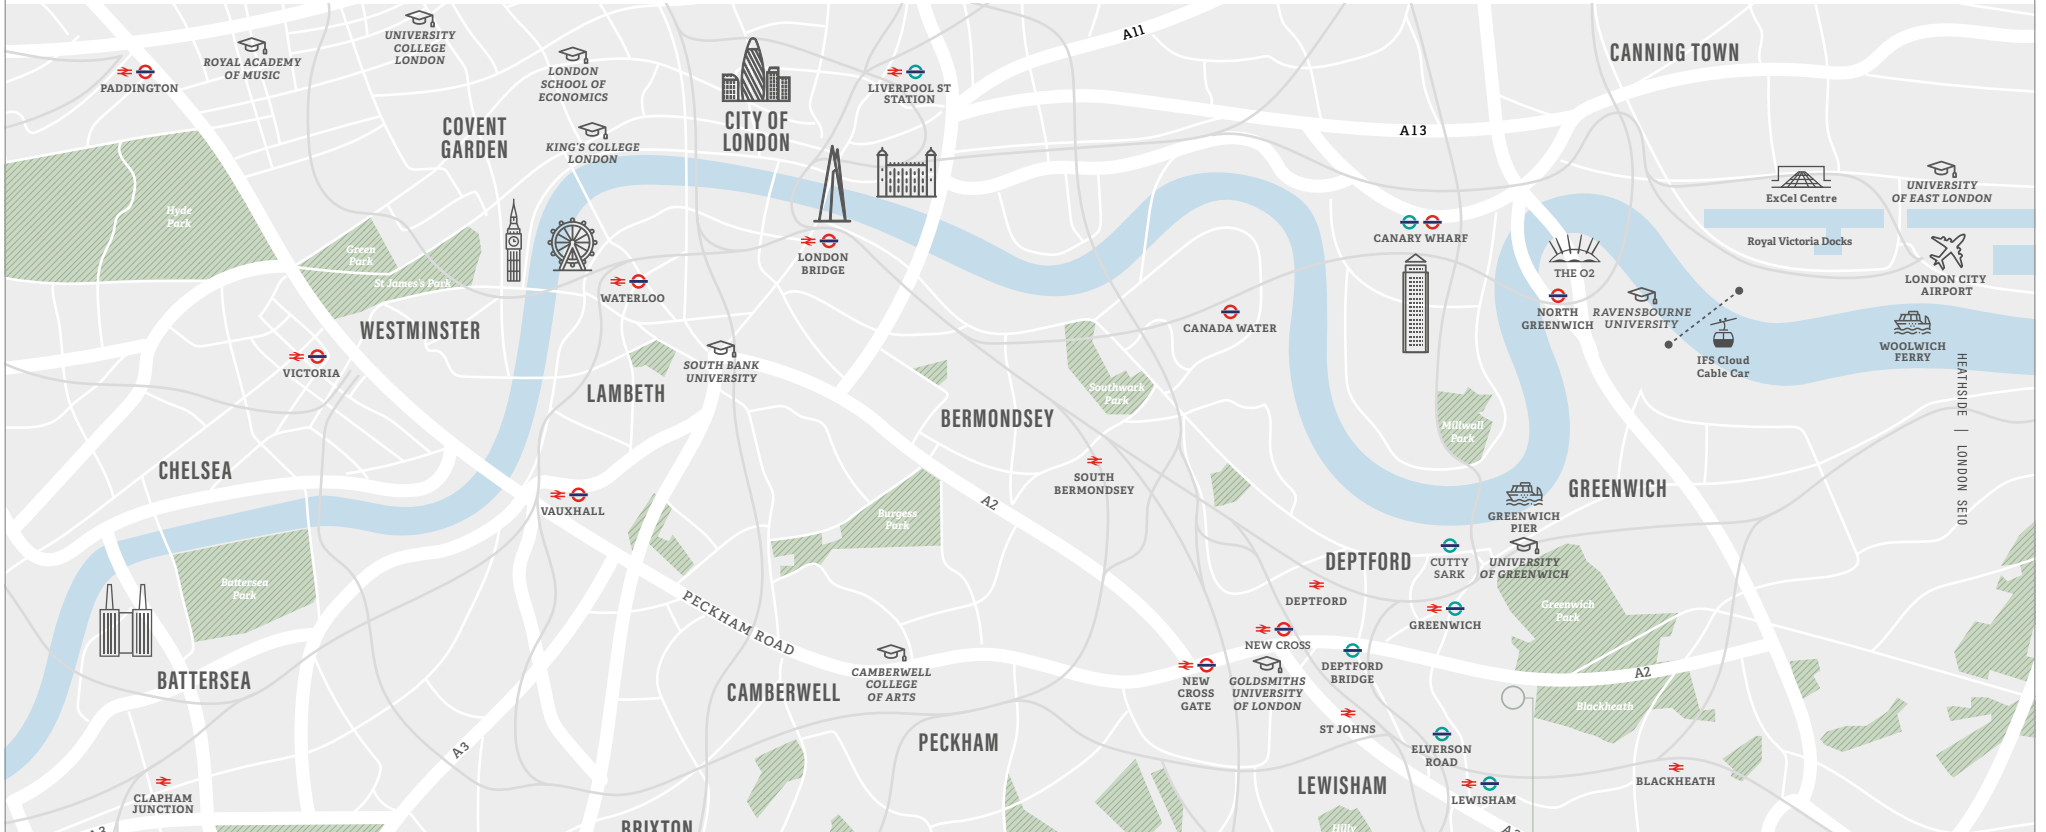 UNIVERSITY
COLLEGE
LONDON
ROYAL ACADEMY
OF MUSIC
PADDINGTON
LONDON
SCHOOL OF
ECONOMICS
COVENT
GARDEN
KING'S COLLEGE
LONDON
CITY OF
LONDON
LIVERPOOL ST
STATION
A11
A13
CANNING TOWN
ExCel Centre
UNIVERSITY
OF EAST LONDON
Royal Victoria Docks
LONDON CITY
AIRPORT
Hyde
Park
Green
Park
St James's Park
WESTMINSTER
VICTORIA
WATERLOO
LONDON
BRIDGE
CANARY WHARF
THE O2
NORTH
GREENWICH
RAVENSBOURNE
UNIVERSITY
IFS Cloud
Cable Car
WOOLWICH
FERRY
HEATHSIDE | LONDON SE10
CANADA WATER
SOUTH BANK
UNIVERSITY
LAMBETH
BERMONDSEY
Southwark
Park
Millwall
Park
CHELSEA
VAUXHALL
SOUTH
BERMONDSEY
A2
Burgess
Park
GREENWICH
GREENWICH
PIER
DEPTFORD
CUTTY
SARK
UNIVERSITY
OF GREENWICH
Battersea
Park
DEPTFORD
GREENWICH
Greenwich
Park
PECKHAM ROAD
NEW CROSS
DEPTFORD
BRIDGE
A2
BATTERSEA
CAMBERWELL
CAMBERWELL
COLLEGE
OF ARTS
NEW
CROSS
GATE
GOLDSMITHS
UNIVERSITY
OF LONDON
Blackheath
ST JOHNS
PECKHAM
A3
ELVERSON
ROAD
BLACKHEATH
LEWISHAM
LEWISHAM
CLAPHAM
JUNCTION
BRIXTON
Hilly